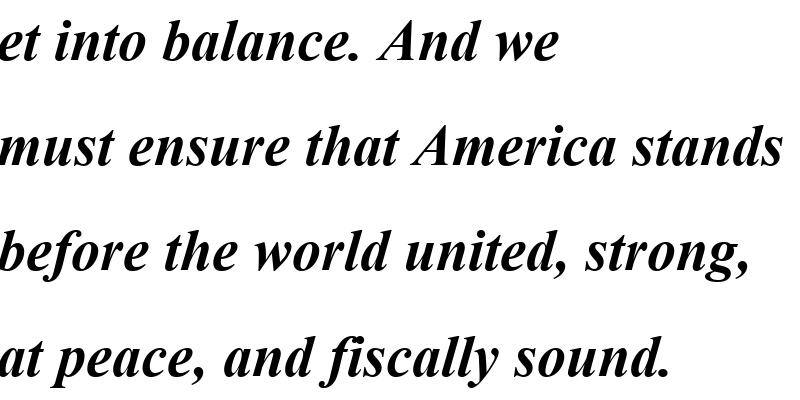 et into balance. And we
must ensure that America stands
before the world united, strong,
at peace, and fiscally sound.